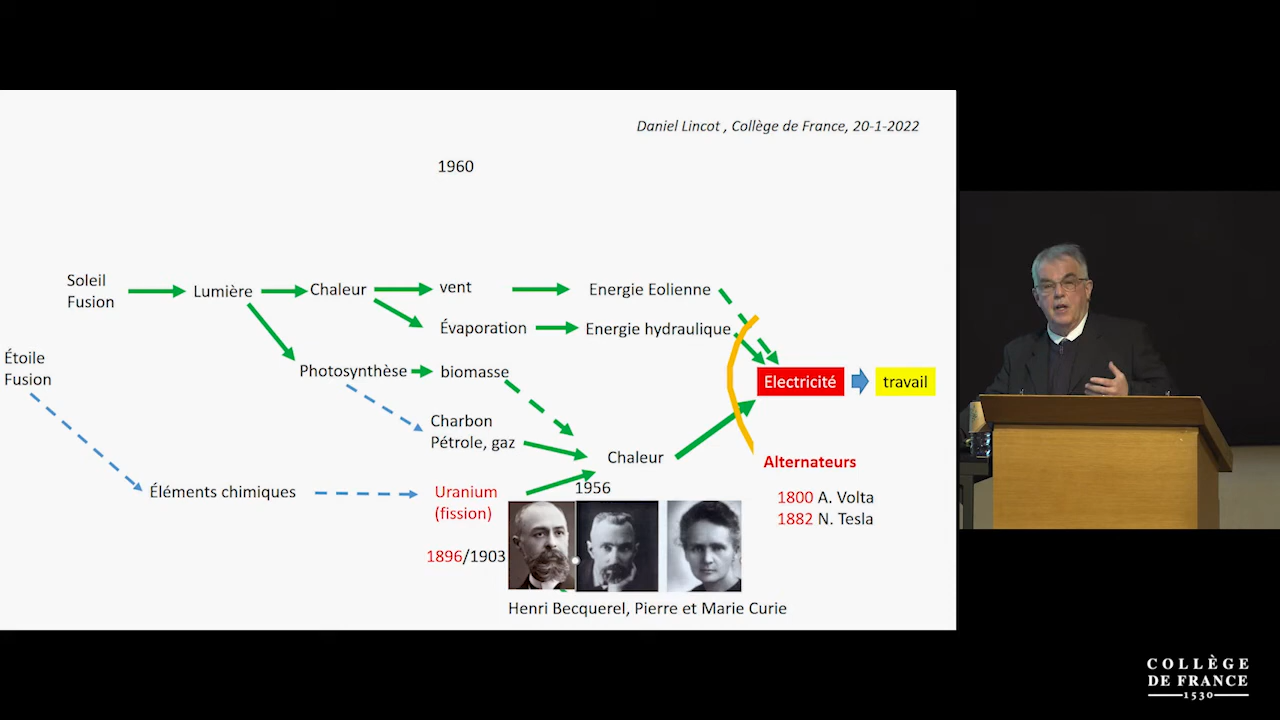 Daniel Lincot , Collège de France, 20-1-2022
1960
Soleil
Fusion
Lumière
Chaleur
vent
Energie Eolienne
Évaporation
Energie hydraulique
Étoile
Fusion
Photosynthèse
biomasse
Electricité
travail
Charbon
Pétrole, gaz
Chaleur
Alternateurs
Éléments chimiques
Uranium
(fission)
1956
1800 A. Volta
1882 N. Tesla
1896/1903
Henri Becquerel, Pierre et Marie Curie
COLLÈGE
DE FRANCE
1530